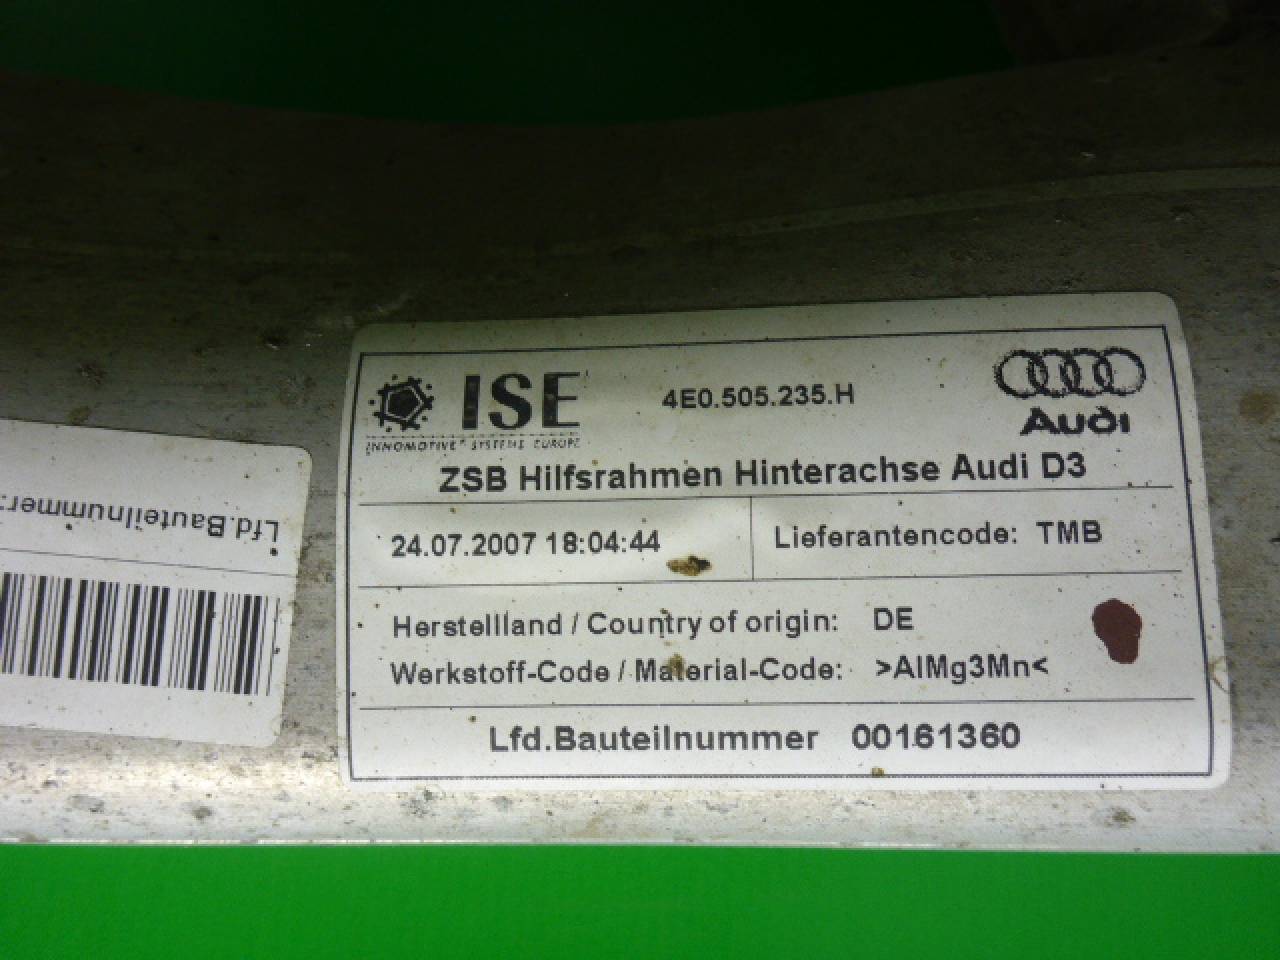 ISE
INNOMOTIVE SYSTEMS EUROPE
4E0.505.235.H
Audi
ZSB Hilfsrahmen Hinterachse Audi D3
24.07.2007 18:04:44
Lieferantencode: TMB
Herstellland / Country of origin: DE
Werkstoff-Code / Material-Code: >AlMg3Mn<
Lfd.Bauteilnummer 00161360
Lfd.Bauteilnummer: